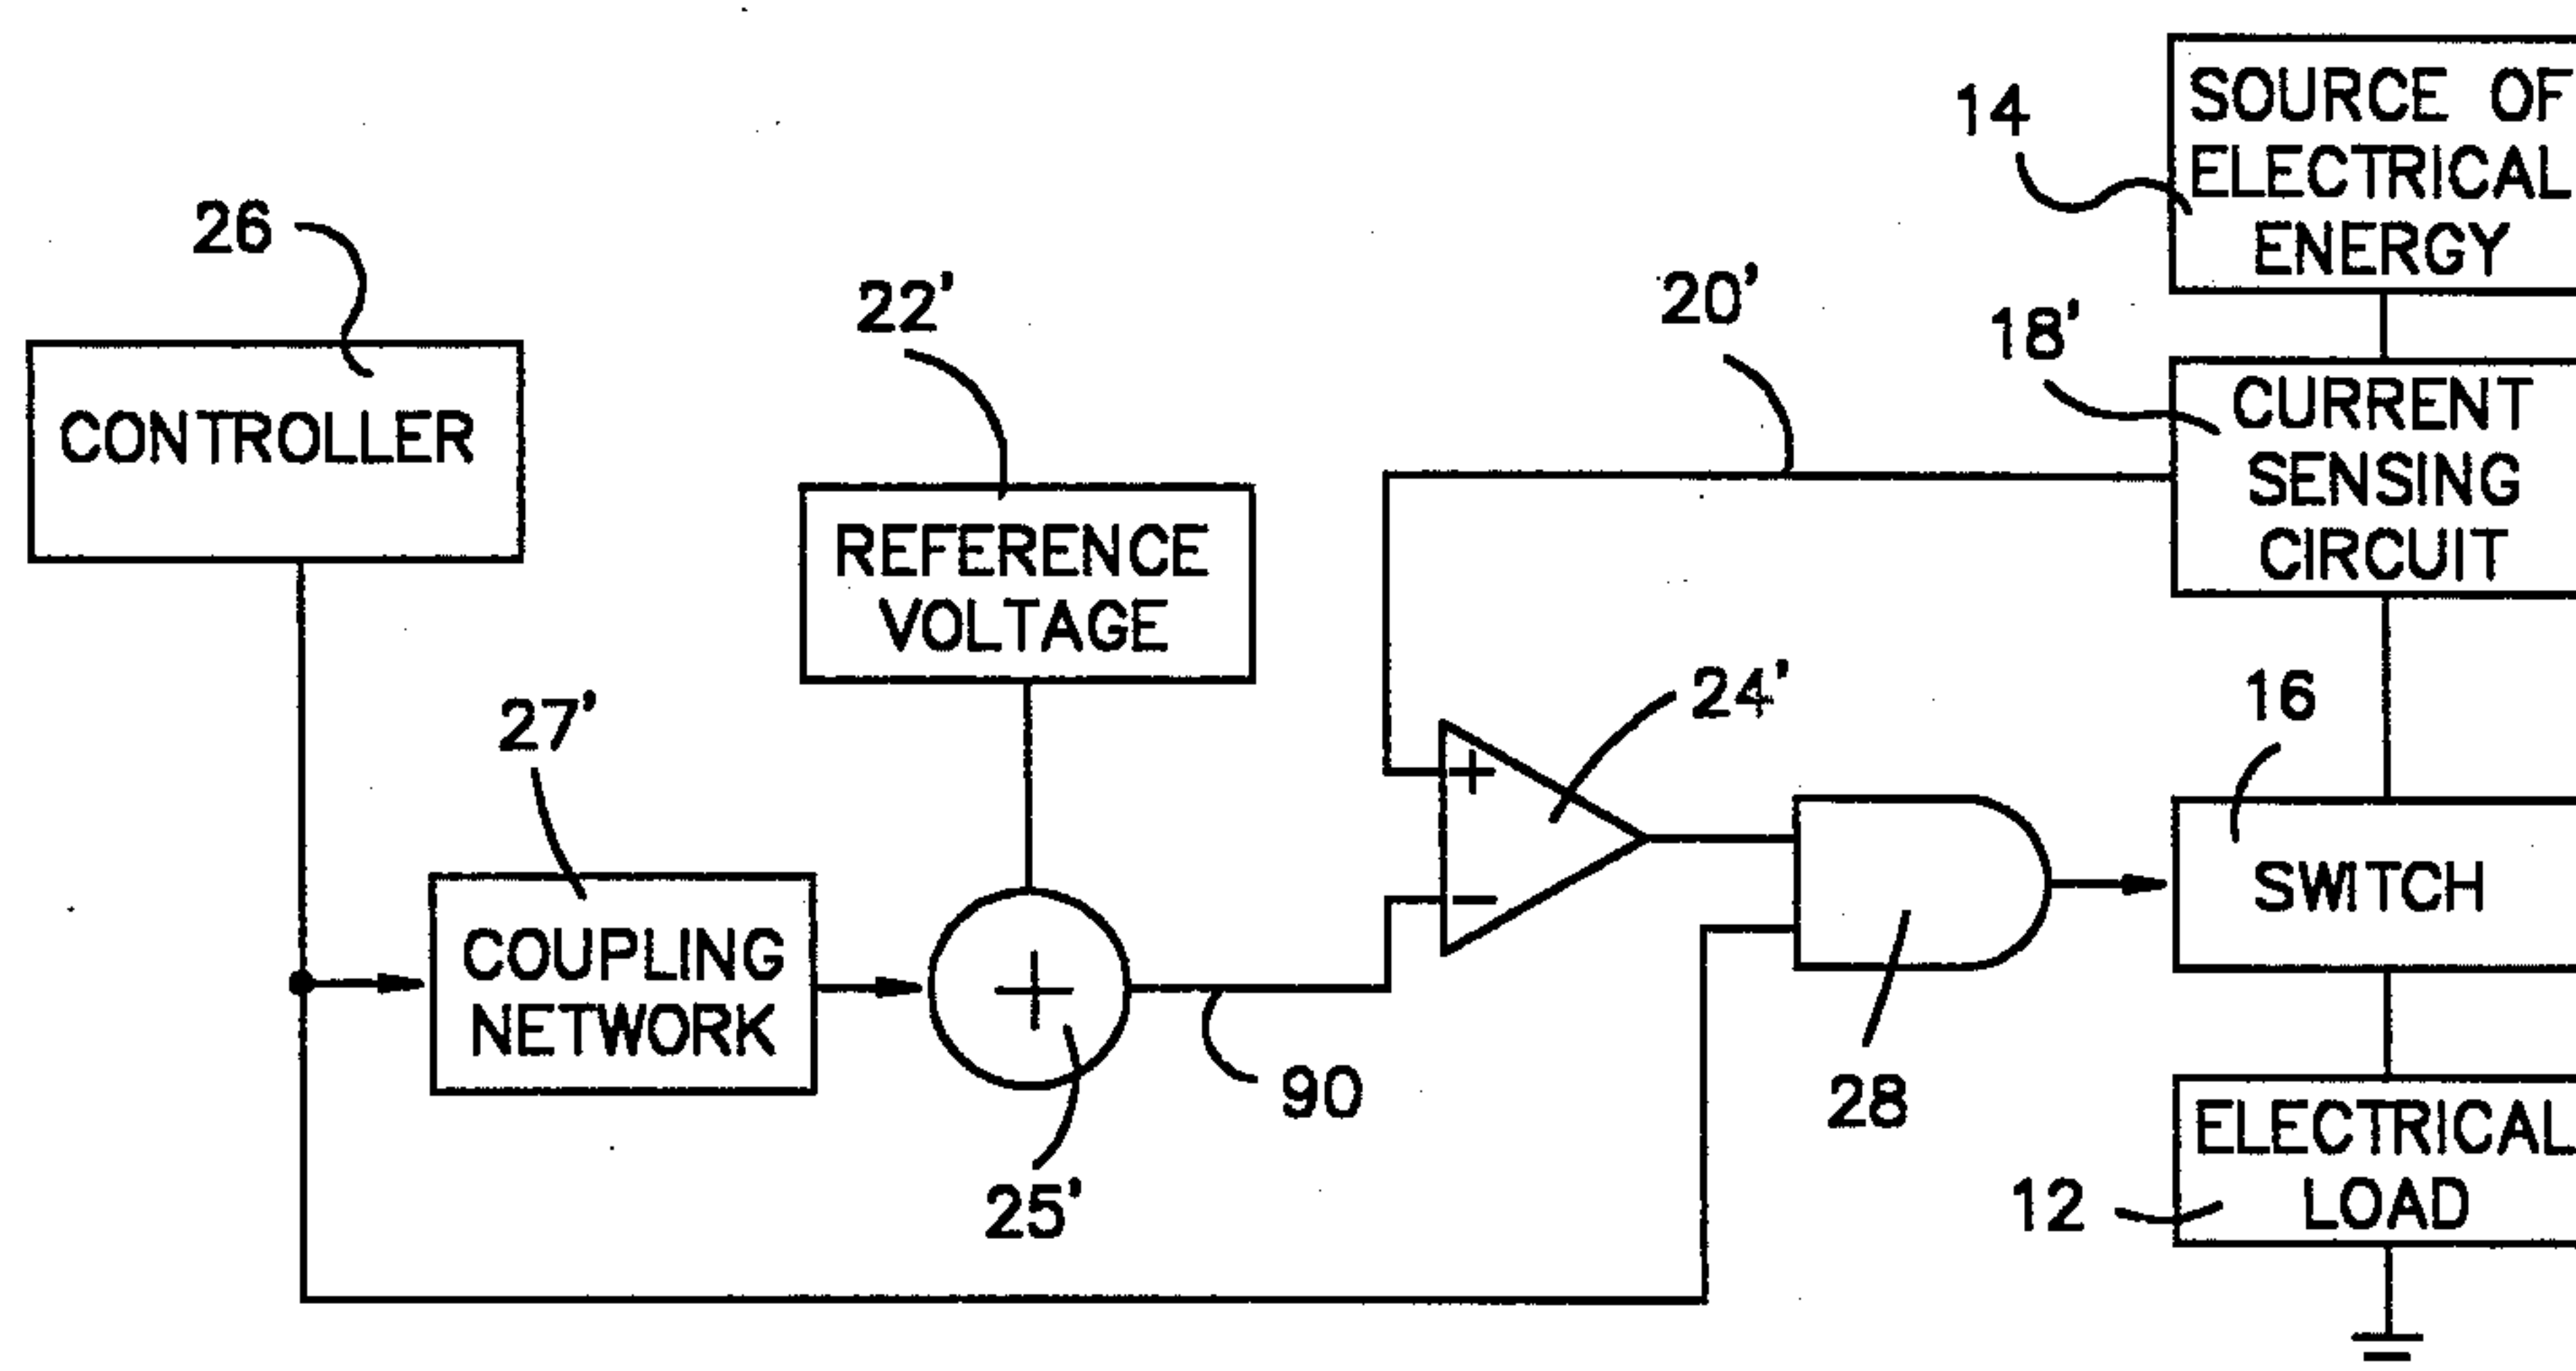 14
SOURCE OF
ELECTRICAL
ENERGY
26
22'
20'
18'
CURRENT
SENSING
CIRCUIT
CONTROLLER
REFERENCE
VOLTAGE
27'
24'
16
+
−
SWITCH
COUPLING
NETWORK
+
90
28
25'
12
ELECTRICAL
LOAD